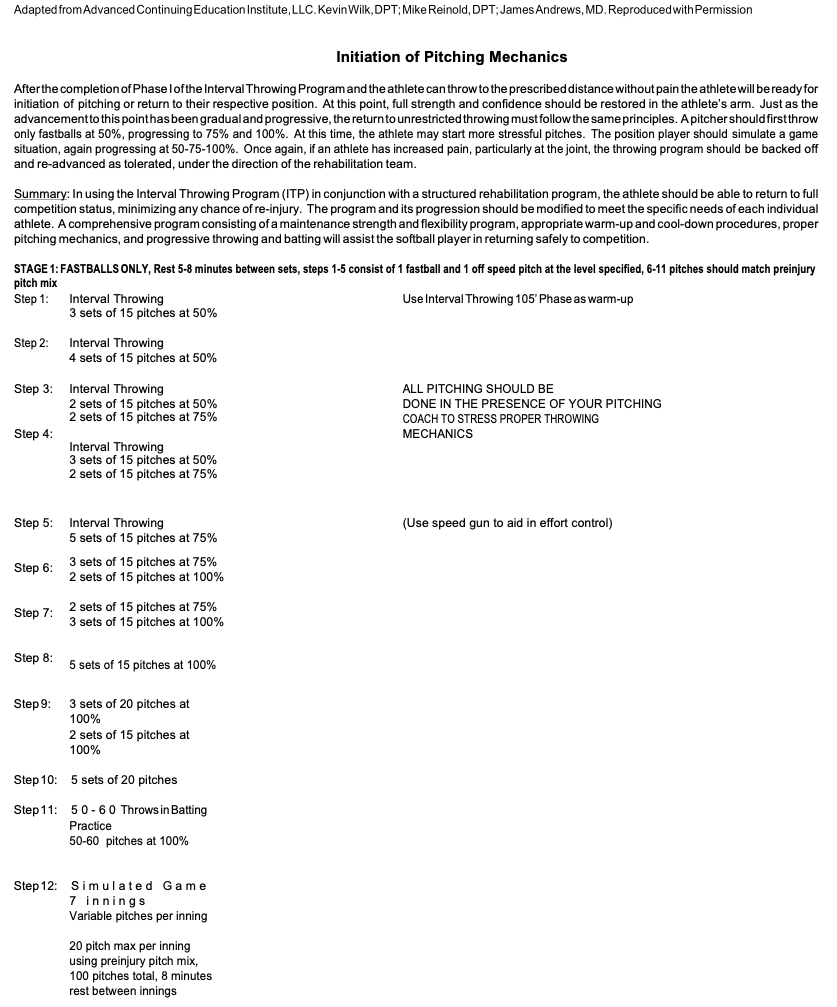 Adapted from Advanced Continuing Education Institute, LLC. Kevin Wilk, DPT; Mike Reinold, DPT; James Andrews, MD. Reproduced with Permission
Initiation of Pitching Mechanics
After the completion of Phase I of the Interval Throwing Program and the athlete can throw to the prescribed distance without pain the athlete will be ready for
initiation of pitching or return to their respective position. At this point, full strength and confidence should be restored in the athlete's arm. Just as the
advancement to this point has been gradual and progressive, the return to unrestricted throwing must follow the same principles. A pitcher should first throw
only fastballs at 50%, progressing to 75% and 100%. At this time, the athlete may start more stressful pitches. The position player should simulate a game
situation, again progressing at 50-75-100%. Once again, if an athlete has increased pain, particularly at the joint, the throwing program should be backed off
and re-advanced as tolerated, under the direction of the rehabilitation team.
Summary: In using the Interval Throwing Program (ITP) in conjunction with a structured rehabilitation program, the athlete should be able to return to full
competition status, minimizing any chance of re-injury. The program and its progression should be modified to meet the specific needs of each individual
athlete. A comprehensive program consisting of a maintenance strength and flexibility program, appropriate warm-up and cool-down procedures, proper
pitching mechanics, and progressive throwing and batting will assist the softball player in returning safely to competition.
STAGE 1: FASTBALLS ONLY, Rest 5-8 minutes between sets, steps 1-5 consist of 1 fastball and 1 off speed pitch at the level specified, 6-11 pitches should match preinjury
pitch mix
Step 1: Interval Throwing Use Interval Throwing 105' Phase as warm-up
3 sets of 15 pitches at 50%
Step 2: Interval Throwing
4 sets of 15 pitches at 50%
Step 3: Interval Throwing ALL PITCHING SHOULD BE
2 sets of 15 pitches at 50% DONE IN THE PRESENCE OF YOUR PITCHING
2 sets of 15 pitches at 75% COACH TO STRESS PROPER THROWING
Step 4: MECHANICS
Interval Throwing
3 sets of 15 pitches at 50%
2 sets of 15 pitches at 75%
Step 5: Interval Throwing (Use speed gun to aid in effort control)
5 sets of 15 pitches at 75%
Step 6: 3 sets of 15 pitches at 75%
2 sets of 15 pitches at 100%
Step 7: 2 sets of 15 pitches at 75%
3 sets of 15 pitches at 100%
Step 8: 5 sets of 15 pitches at 100%
Step 9: 3 sets of 20 pitches at
100%
2 sets of 15 pitches at
100%
Step 10: 5 sets of 20 pitches
Step 11: 50-60 Throws in Batting
Practice
50-60 pitches at 100%
Step 12: Simulated Game
7 innings
Variable pitches per inning
20 pitch max per inning
using preinjury pitch mix,
100 pitches total, 8 minutes
rest between innings